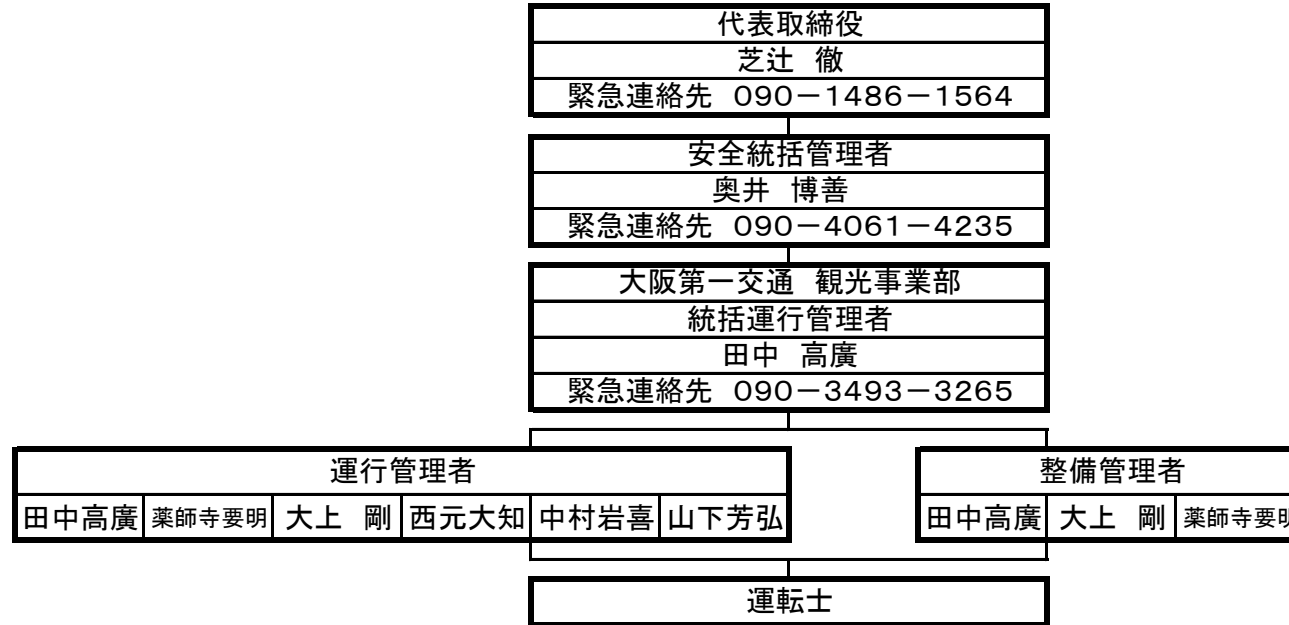 代表取締役
芝辻 徹
緊急連絡先 090－1486－1564
安全統括管理者
奥井 博善
緊急連絡先 090－4061－4235
大阪第一交通 観光事業部
統括運行管理者
田中 高廣
緊急連絡先 090－3493－3265
運行管理者 整備管理者
田中高廣 薬師寺要明 大上 剛 西元大知 中村岩喜 山下芳弘 田中高廣 大上 剛 薬師寺要明
運転士